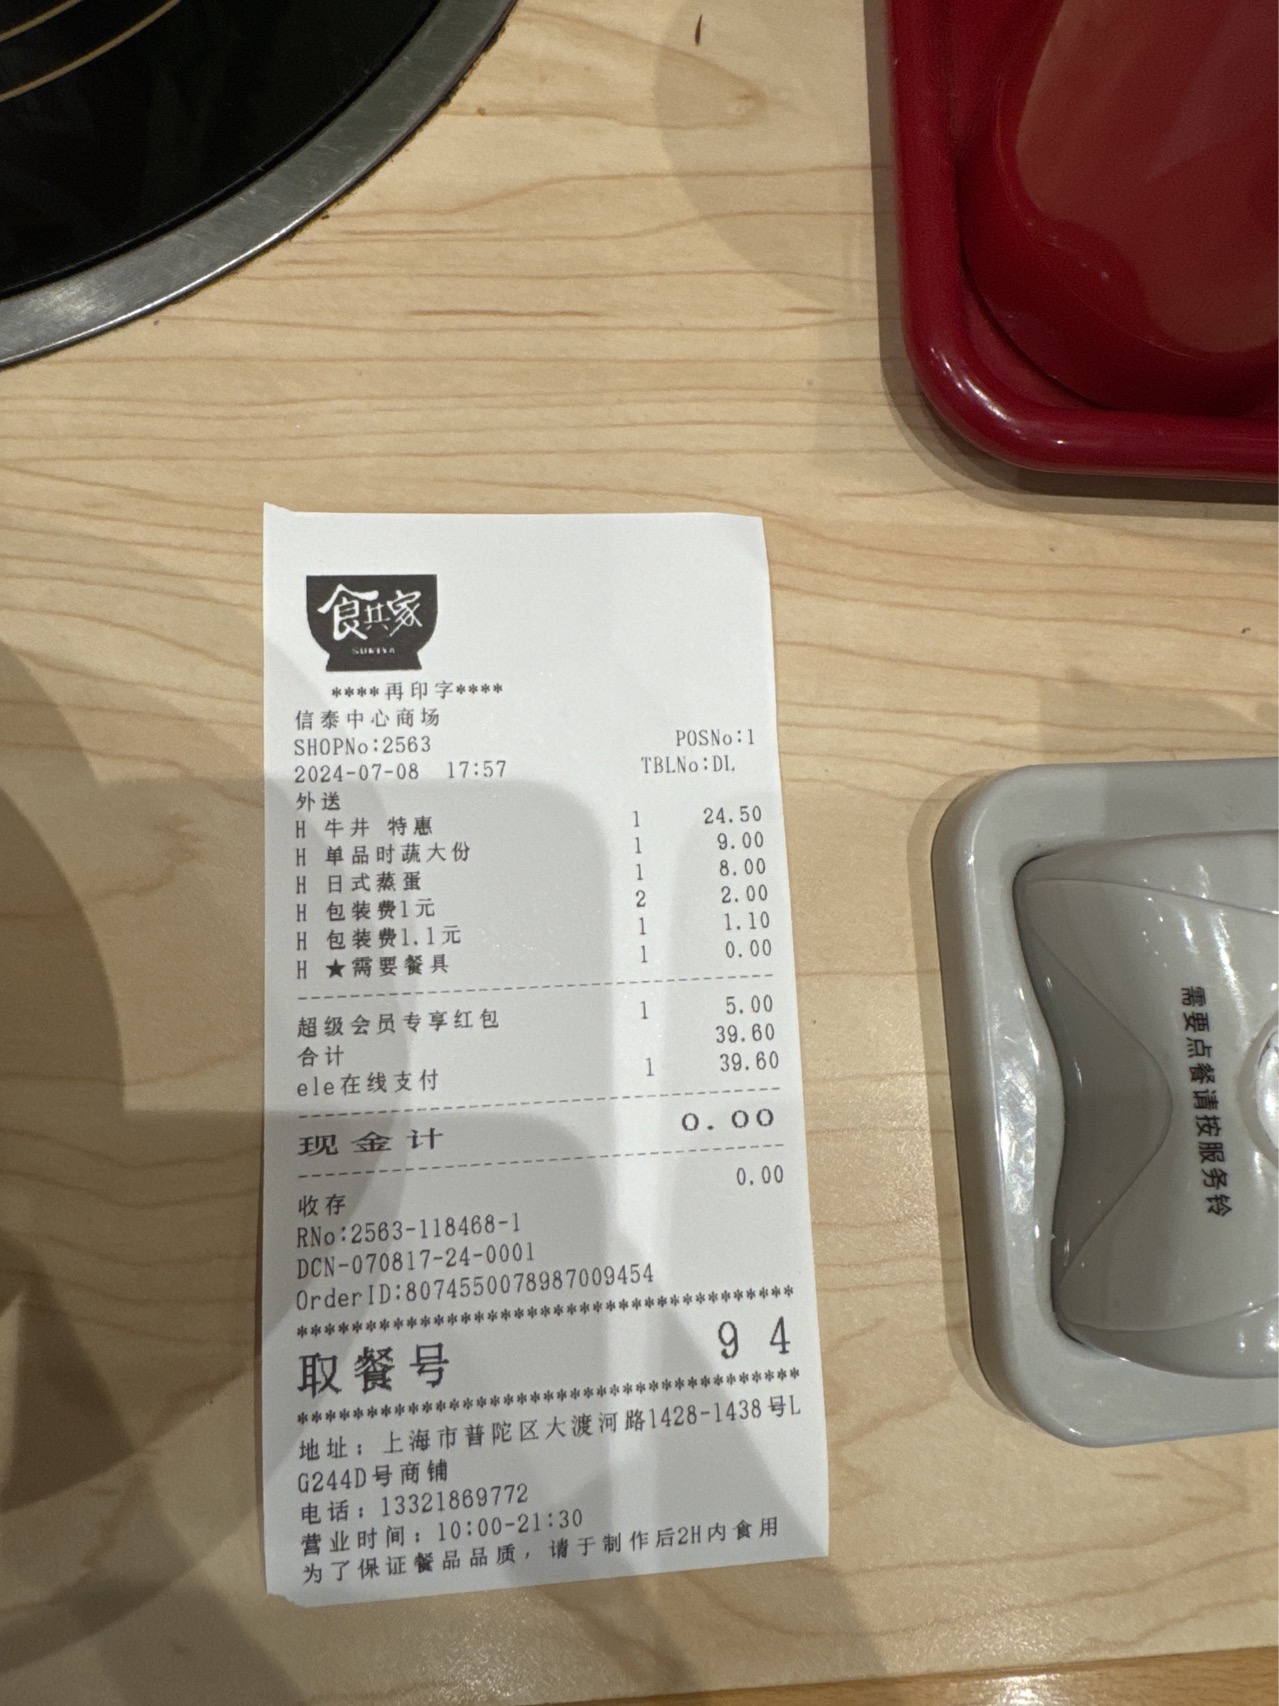 食其家
SUKIYA
****再印字****
信泰中心商场
SHOPNo:2563 POSNo:1
2024-07-08 17:57 TBLNo:DL
外送
H 牛丼 特惠 1 24.50
H 单品时蔬大份 1 9.00
H 日式蒸蛋 1 8.00
H 包装费1元 2 2.00
H 包装费1.1元 1 1.10
H ★需要餐具 1 0.00
超级会员专享红包 1 5.00
合计 39.60
ele在线支付 1 39.60
现金计 0.00
收存 0.00
RNo:2563-118468-1
DCN-070817-24-0001
OrderID:8074550078987009454
**************************************
取餐号 94
**************************************
地址：上海市普陀区大渡河路1428-1438号L
G244D号商铺
电话：13321869772
营业时间：10:00-21:30
为了保证餐品品质，请于制作后2H内食用
需要点餐请按服务铃